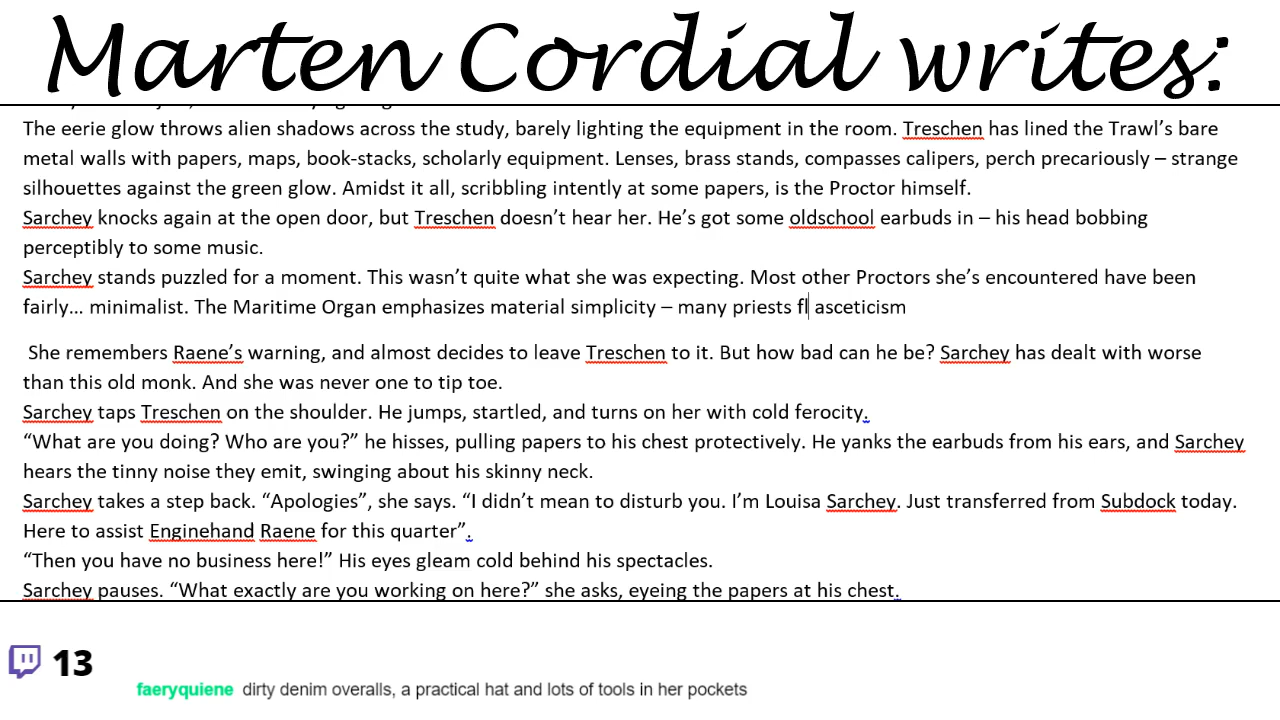 Marten Cordial writes:
The eerie glow throws alien shadows across the study, barely lighting the equipment in the room. Treschen has lined the Trawl’s bare
metal walls with papers, maps, book-stacks, scholarly equipment. Lenses, brass stands, compasses calipers, perch precariously – strange
silhouettes against the green glow. Amidst it all, scribbling intently at some papers, is the Proctor himself.
Sarchey knocks again at the open door, but Treschen doesn’t hear her. He’s got some oldschool earbuds in – his head bobbing
perceptibly to some music.
Sarchey stands puzzled for a moment. This wasn’t quite what she was expecting. Most other Proctors she’s encountered have been
fairly… minimalist. The Maritime Organ emphasizes material simplicity – many priests fl asceticism
She remembers Raene’s warning, and almost decides to leave Treschen to it. But how bad can he be? Sarchey has dealt with worse
than this old monk. And she was never one to tip toe.
Sarchey taps Treschen on the shoulder. He jumps, startled, and turns on her with cold ferocity.
“What are you doing? Who are you?” he hisses, pulling papers to his chest protectively. He yanks the earbuds from his ears, and Sarchey
hears the tinny noise they emit, swinging about his skinny neck.
Sarchey takes a step back. “Apologies”, she says. “I didn’t mean to disturb you. I’m Louisa Sarchey. Just transferred from Subdock today.
Here to assist Enginehand Raene for this quarter”.
“Then you have no business here!” His eyes gleam cold behind his spectacles.
Sarchey pauses. “What exactly are you working on here?” she asks, eyeing the papers at his chest.
13
faeryquiene dirty denim overalls, a practical hat and lots of tools in her pockets